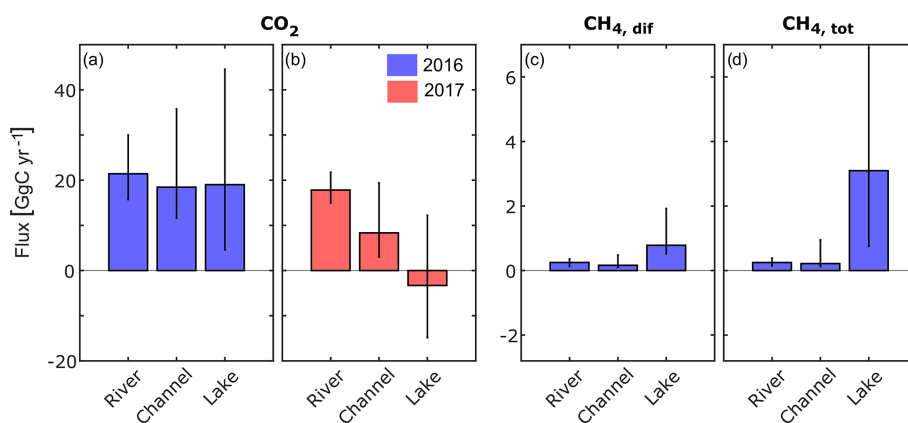 CO2
CH4, dif
CH4, tot
(a)
(b)
(c)
(d)
2016
2017
Flux [GgC yr-1]
40
20
0
-20
6
4
2
0
-2
River
Channel
Lake
River
Channel
Lake
River
Channel
Lake
River
Channel
Lake